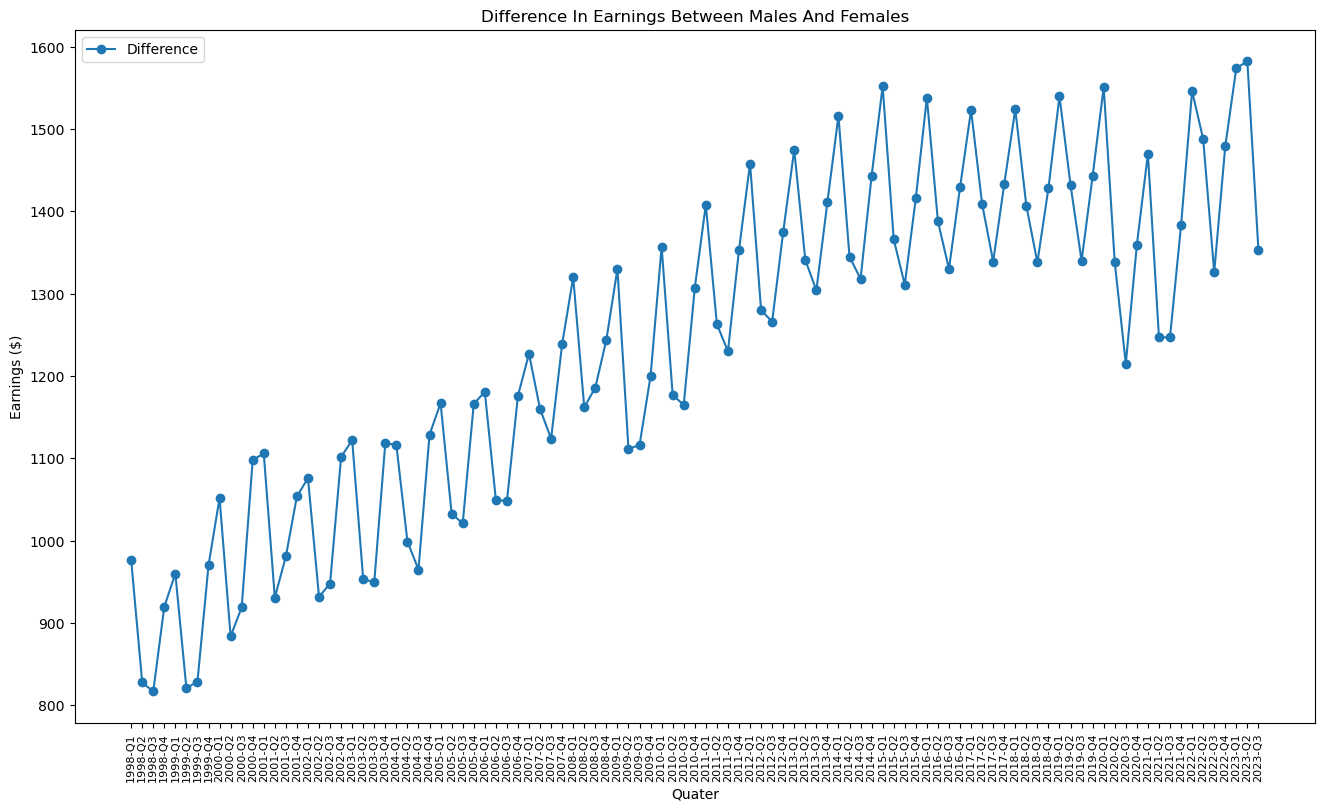 Difference In Earnings Between Males And Females
Difference
1600
1500
1400
1300
1200
1100
1000
900
800
Earnings ($)
1998-Q1
1998-Q2
1998-Q3
1998-Q4
1999-Q1
1999-Q2
1999-Q3
1999-Q4
2000-Q1
2000-Q2
2000-Q3
2000-Q4
2001-Q1
2001-Q2
2001-Q3
2001-Q4
2002-Q1
2002-Q2
2002-Q3
2002-Q4
2003-Q1
2003-Q2
2003-Q3
2003-Q4
2004-Q1
2004-Q2
2004-Q3
2004-Q4
2005-Q1
2005-Q2
2005-Q3
2005-Q4
2006-Q1
2006-Q2
2006-Q3
2006-Q4
2007-Q1
2007-Q2
2007-Q3
2007-Q4
2008-Q1
2008-Q2
2008-Q3
2008-Q4
2009-Q1
2009-Q2
2009-Q3
2009-Q4
2010-Q1
2010-Q2
2010-Q3
2010-Q4
2011-Q1
2011-Q2
2011-Q3
2011-Q4
2012-Q1
2012-Q2
2012-Q3
2012-Q4
2013-Q1
2013-Q2
2013-Q3
2013-Q4
2014-Q1
2014-Q2
2014-Q3
2014-Q4
2015-Q1
2015-Q2
2015-Q3
2015-Q4
2016-Q1
2016-Q2
2016-Q3
2016-Q4
2017-Q1
2017-Q2
2017-Q3
2017-Q4
2018-Q1
2018-Q2
2018-Q3
2018-Q4
2019-Q1
2019-Q2
2019-Q3
2019-Q4
2020-Q1
2020-Q2
2020-Q3
2020-Q4
2021-Q1
2021-Q2
2021-Q3
2021-Q4
2022-Q1
2022-Q2
2022-Q3
2022-Q4
2023-Q1
2023-Q2
2023-Q3
Quater